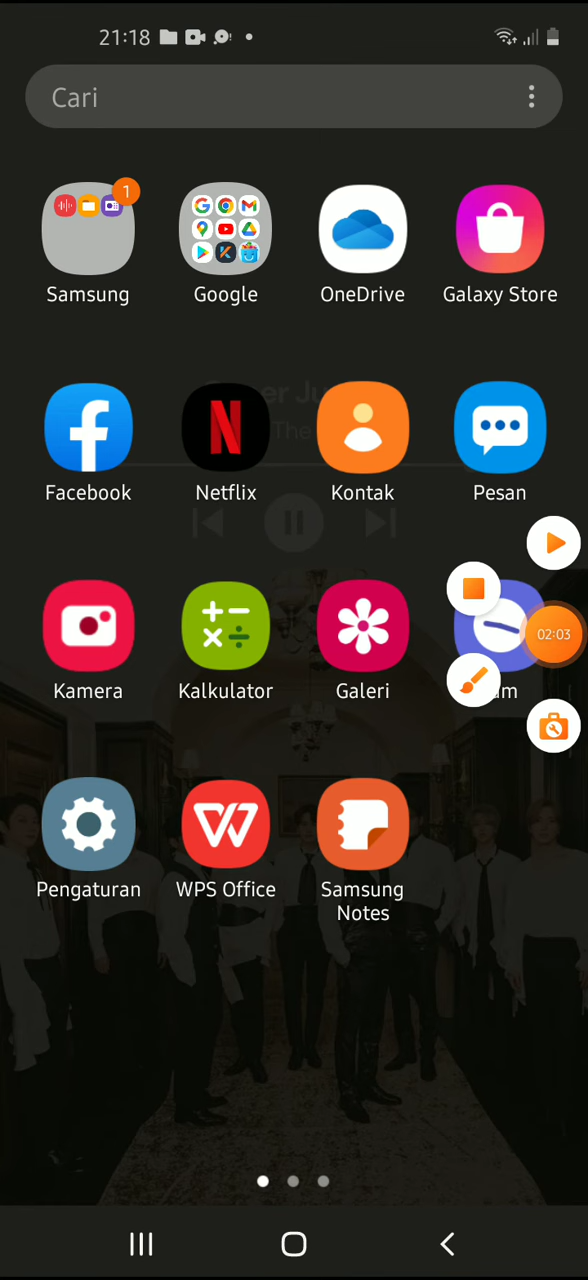 21:18
Cari
1
Samsung
Google
OneDrive
Galaxy Store
The
Facebook
Netflix
Kontak
Pesan
02:03
Kamera
Kalkulator
Galeri
Pengaturan
WPS Office
Samsung
Notes